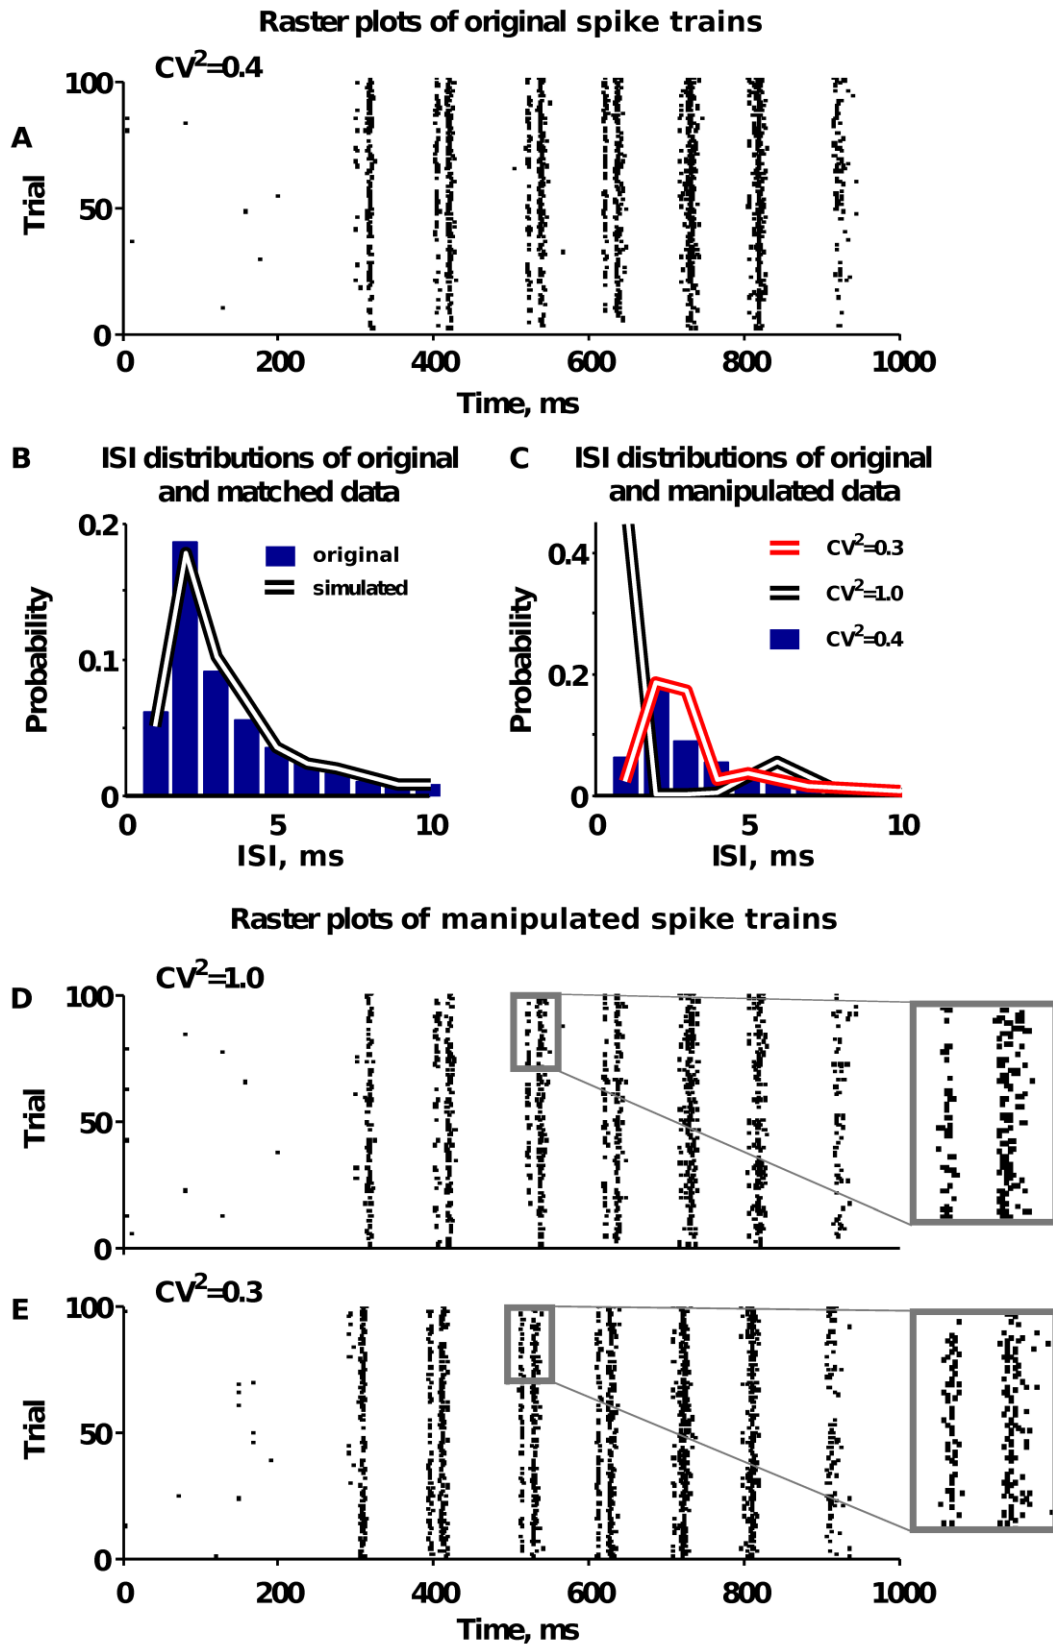 Raster plots of original spike trains
CV²=0.4
A
Trial
100
50
0
0 200 400 600 800 1000
Time, ms
B ISI distributions of original
and matched data
Probability
0.2
0.1
0
original
simulated
0 5 10
ISI, ms
C ISI distributions of original
and manipulated data
Probability
0.4
0.2
0
CV²=0.3
CV²=1.0
CV²=0.4
0 5 10
ISI, ms
Raster plots of manipulated spike trains
CV²=1.0
D
Trial
100
50
0
CV²=0.3
E
Trial
100
50
0
0 200 400 600 800 1000
Time, ms